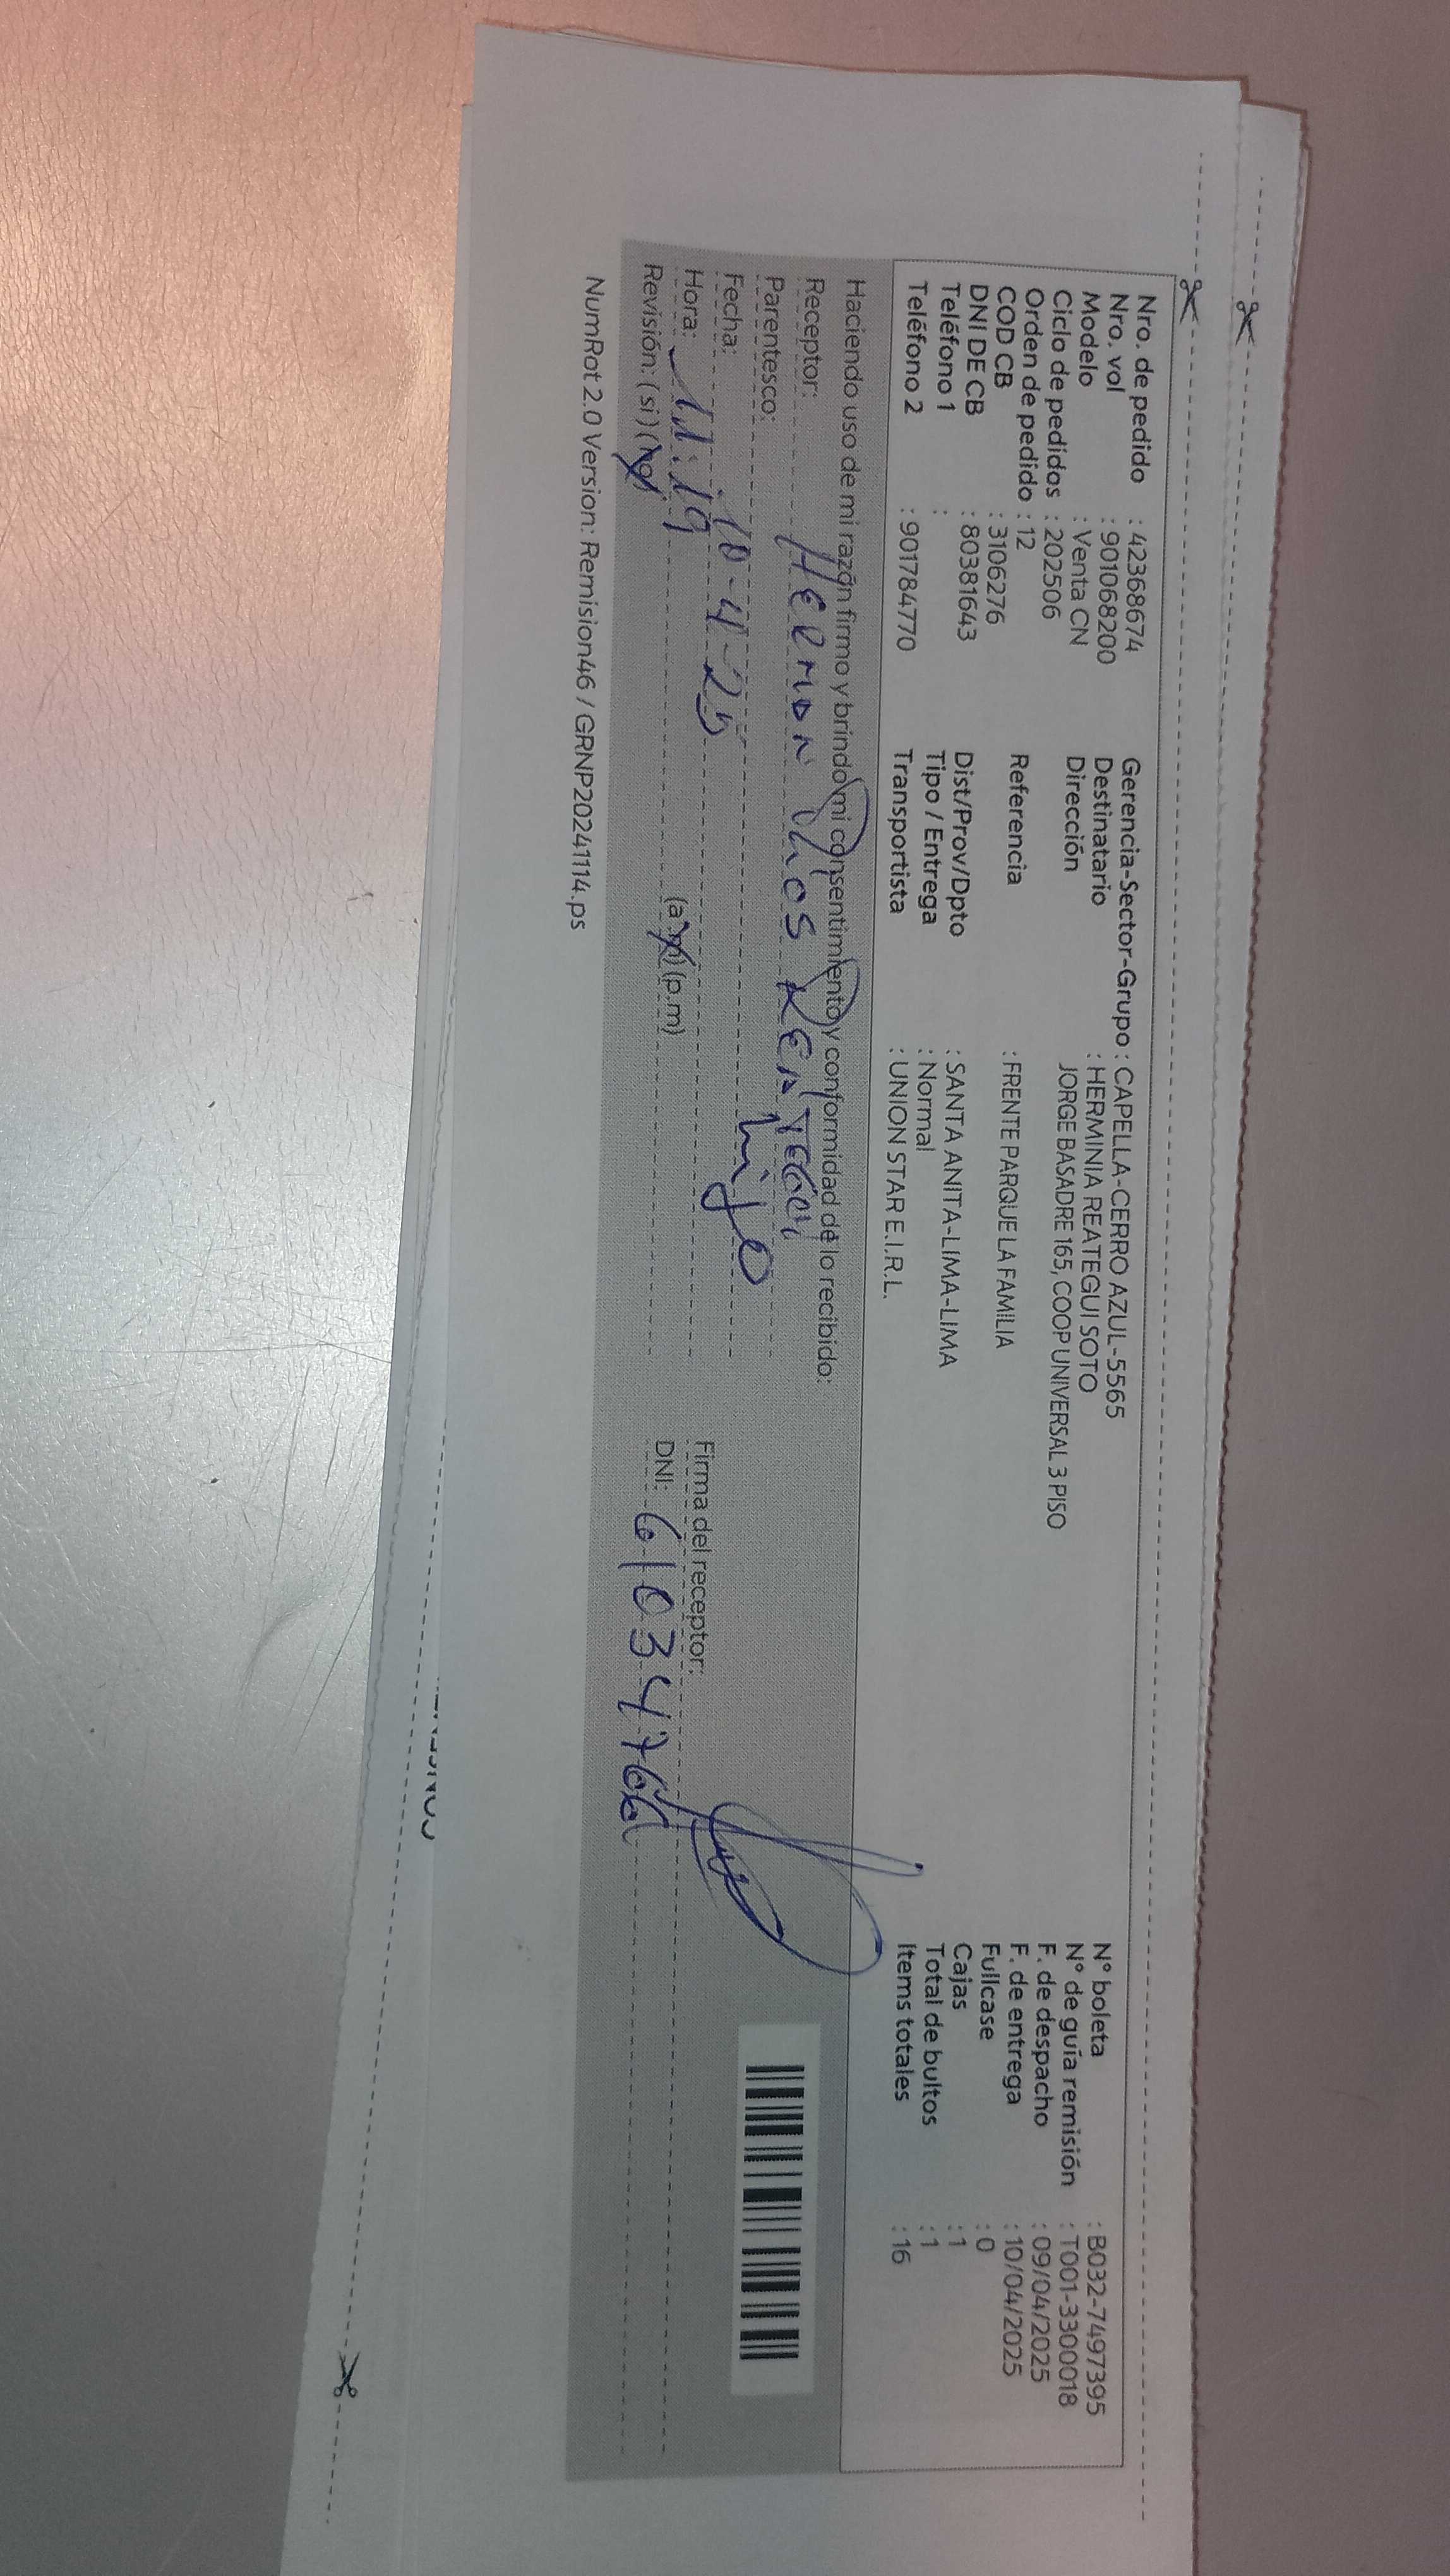 Nro. de pedido : 42368674
Nro. vol : 901068200
Modelo : Venta CN
Ciclo de pedidos : 202506
Orden de pedido : 12
COD CB : 3106276
DNI DE CB : 80381643
Teléfono 1 :
Teléfono 2 : 901784770
Gerencia-Sector-Grupo : CAPELLA-CERRO AZUL-5565
Destinatario : HERMINIA REATEGUI SOTO
Dirección JORGE BASADRE 165, COOP UNIVERSAL 3 PISO
Referencia : FRENTE PARQUE LA FAMILIA
Dist/Prov/Dpto : SANTA ANITA-LIMA-LIMA
Tipo / Entrega : Normal
Transportista : UNION STAR E.I.R.L.
N° boleta : B032-7497395
N° de guía remisión : T001-3300018
F. de despacho : 09/04/2025
F. de entrega : 10/04/2025
Fullcase : 0
Cajas : 1
Total de bultos : 1
Items totales : 16
Haciendo uso de mi razón firmo y brindo mi consentimiento y conformidad de lo recibido:
Receptor:
Parentesco: hijo
Fecha: 10-4-25
Hora: 11:19 (a.m) (p.m)
Revisión: (si) (no)
Firma del receptor:
DNI: 61034766
NumRot 2.0 Version: Remision46 / GRNP20241114.ps